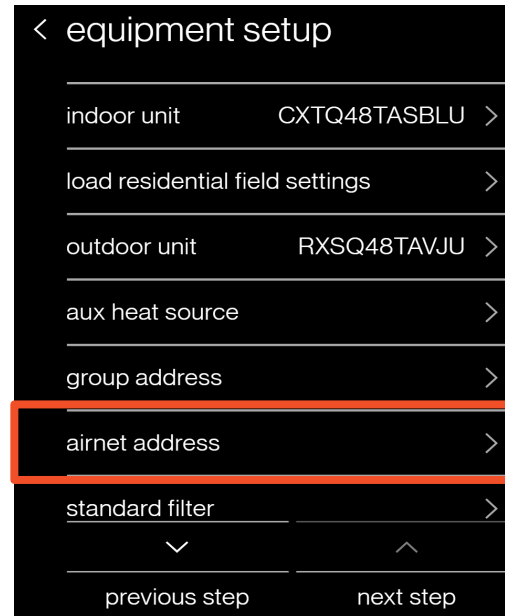 equipment setup
indoor unit CXTQ48TASBLU
load residential field settings
outdoor unit RXSQ48TAVJU
aux heat source
group address
airnet address
standard filter
previous step next step